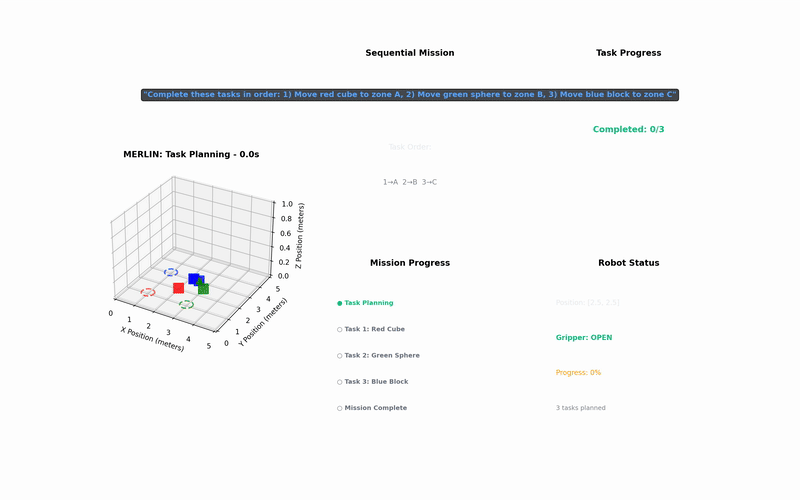 Sequential Mission
Task Progress
"Complete these tasks in order: 1) Move red cube to zone A, 2) Move green sphere to zone B, 3) Move blue block to zone C"
Completed: 0/3
Task Order:
MERLIN: Task Planning - 0.0s
1→A 2→B 3→C
1.0
0.8
0.6
0.4
0.2
0.0
Z Position (meters)
0
1
2
3
4
5
X Position (meters)
0
1
2
3
4
5
Y Position (meters)
Mission Progress
Robot Status
● Task Planning
Position: [2.5, 2.5]
○ Task 1: Red Cube
Gripper: OPEN
○ Task 2: Green Sphere
Progress: 0%
○ Task 3: Blue Block
○ Mission Complete
3 tasks planned